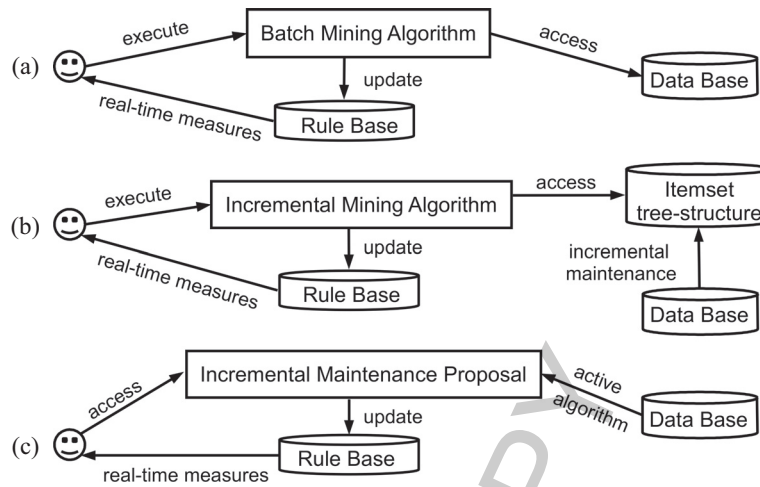 (a)
execute
Batch Mining Algorithm
access
Data Base
update
real-time measures
Rule Base
(b)
execute
Incremental Mining Algorithm
access
Itemset
tree-structure
update
real-time measures
Rule Base
incremental
maintenance
Data Base
(c)
access
Incremental Maintenance Proposal
active
algorithm
Data Base
update
real-time measures
Rule Base
PY